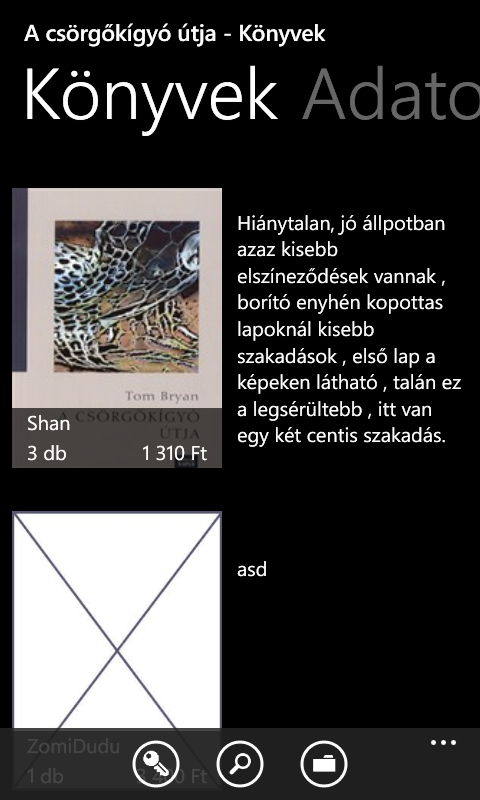 A csörgőkígyó útja - Könyvek
Könyvek Adato
Hiánytalan, jó állpotban
azaz kisebb
elszíneződések vannak ,
borító enyhén kopottas
lapoknál kisebb
szakadások , első lap a
képeken látható , talán ez
a legsérültebb , itt van
egy két centis szakadás.
Tom Bryan
A CSÖRGŐKÍGYÓ
ÚTJA
Shan
3 db 1 310 Ft
asd
ZomiDudu
1 db Ft